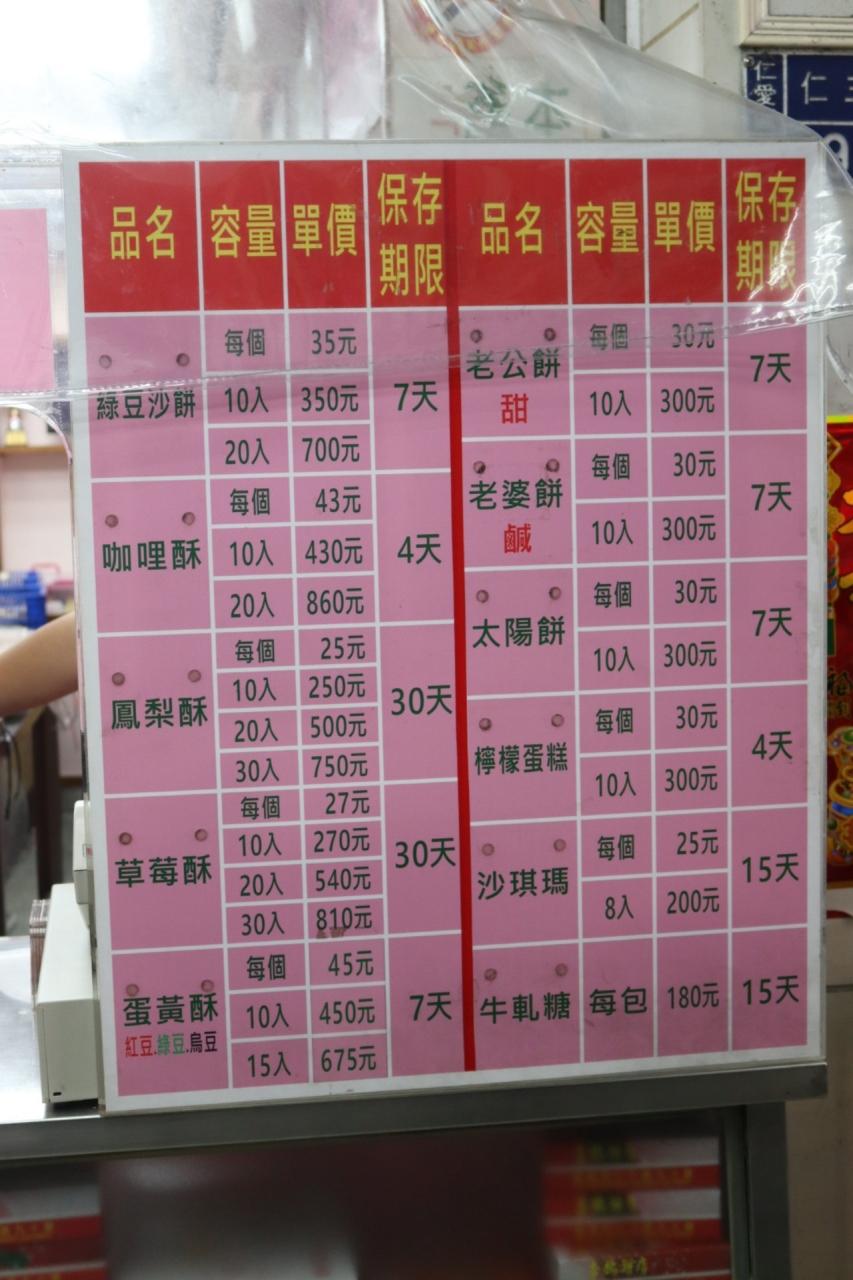 仁愛
仁三
9
品名 容量 單價 保存期限 品名 容量 單價 保存期限
綠豆沙餅 每個 35元 7天
10入 350元
20入 700元
咖哩酥 每個 43元 4天
10入 430元
20入 860元
鳳梨酥 每個 25元 30天
10入 250元
20入 500元
30入 750元
草莓酥 每個 27元 30天
10入 270元
20入 540元
30入 810元
蛋黃酥 每個 45元 7天
紅豆.綠豆.烏豆 10入 450元
15入 675元
老公餅 每個 30元 7天
甜 10入 300元
老婆餅 每個 30元 7天
鹹 10入 300元
太陽餅 每個 30元 7天
10入 300元
檸檬蛋糕 每個 30元 4天
10入 300元
沙琪瑪 每個 25元 15天
8入 200元
牛軋糖 每包 180元 15天